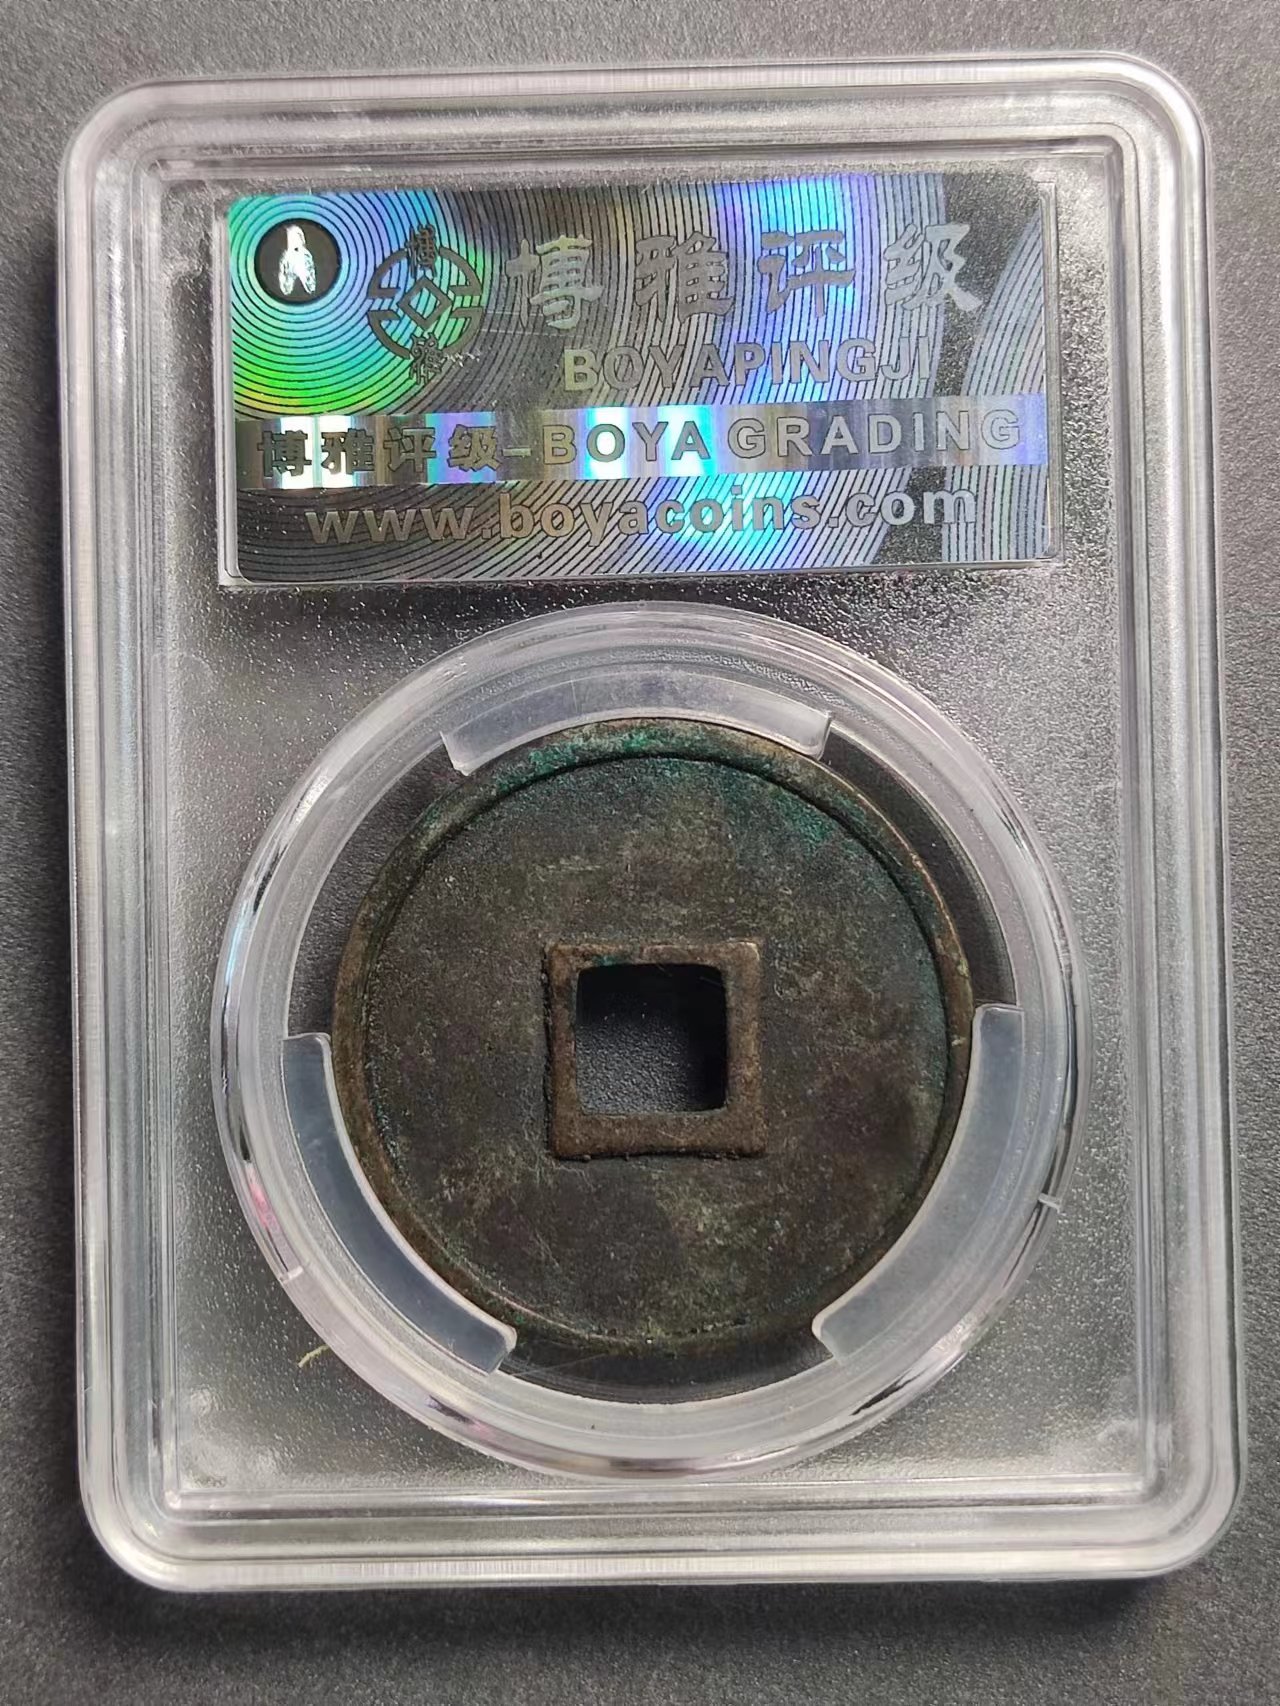 博雅评级
BOYAPINGJI
博雅评级-BOYA GRADING
www.boyacoins.com